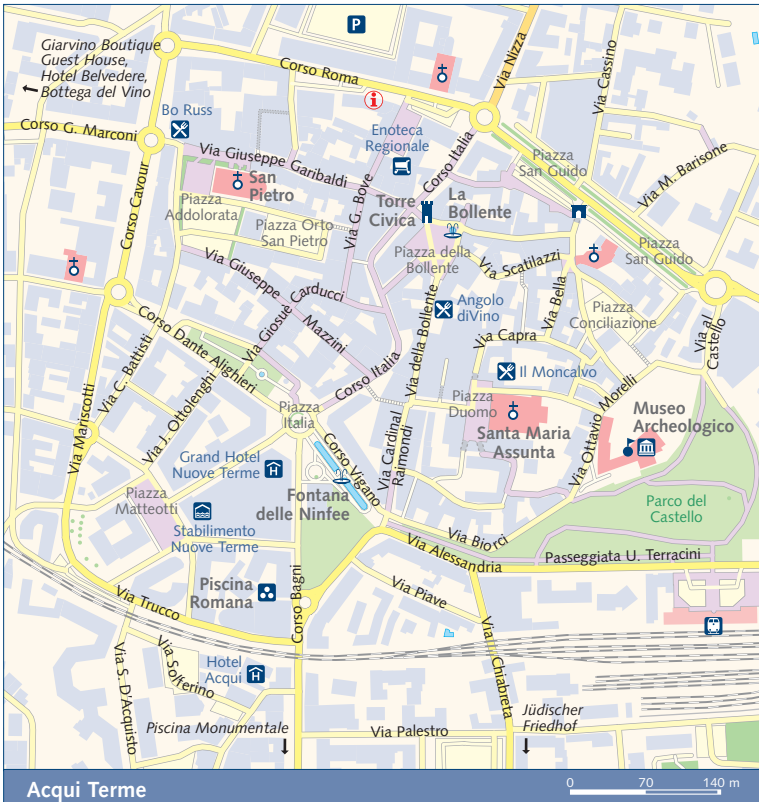 Giarvino Boutique
Guest House,
Hotel Belvedere,
Bottega del Vino
P
Corso Roma
Via Nizza
Via Cassino
i
Bo Russ
Corso G. Marconi
Enoteca
Regionale
Corso Italia
Via Giuseppe Garibaldi
Piazza
San Guido
Via M. Barisone
San
Pietro
Piazza
Addolorata
Corso Cavour
Via G. Bove
Torre
Civica
La
Bollente
Piazza Orto
San Pietro
Piazza della
Bollente
Via Scatilazzi
Piazza
San Guido
Via Giuseppe
Mazzini
Via Giosuè Carducci
Angolo
diVino
Via Bella
Piazza
Conciliazione
Via al
Castello
Corso Dante Alighieri
Via della Bollente
Via Capra
Corso Italia
Il Moncalvo
Via C. Battisti
Via J. Ottolenghi
Via Mariscotti
Piazza
Italia
Piazza
Duomo
Santa Maria
Assunta
Via Ottavio Morelli
Museo
Archeologico
Corso Vigano
Via Cardinal
Raimondi
Grand Hotel
Nuove Terme
H
Piazza
Matteotti
Fontana
delle Ninfee
Stabilimento
Nuove Terme
Via Biorci
Parco del
Castello
Via Alessandria
Passeggiata U. Terracini
Piscina
Romana
Corso Bagni
Via Piave
Via Trucco
Via Chiabreta
Via S. D'Acquisto
Via Solferino
Hotel
Acqui
H
Piscina Monumentale
Via Palestro
Jüdischer
Friedhof
Acqui Terme
0 70 140 m